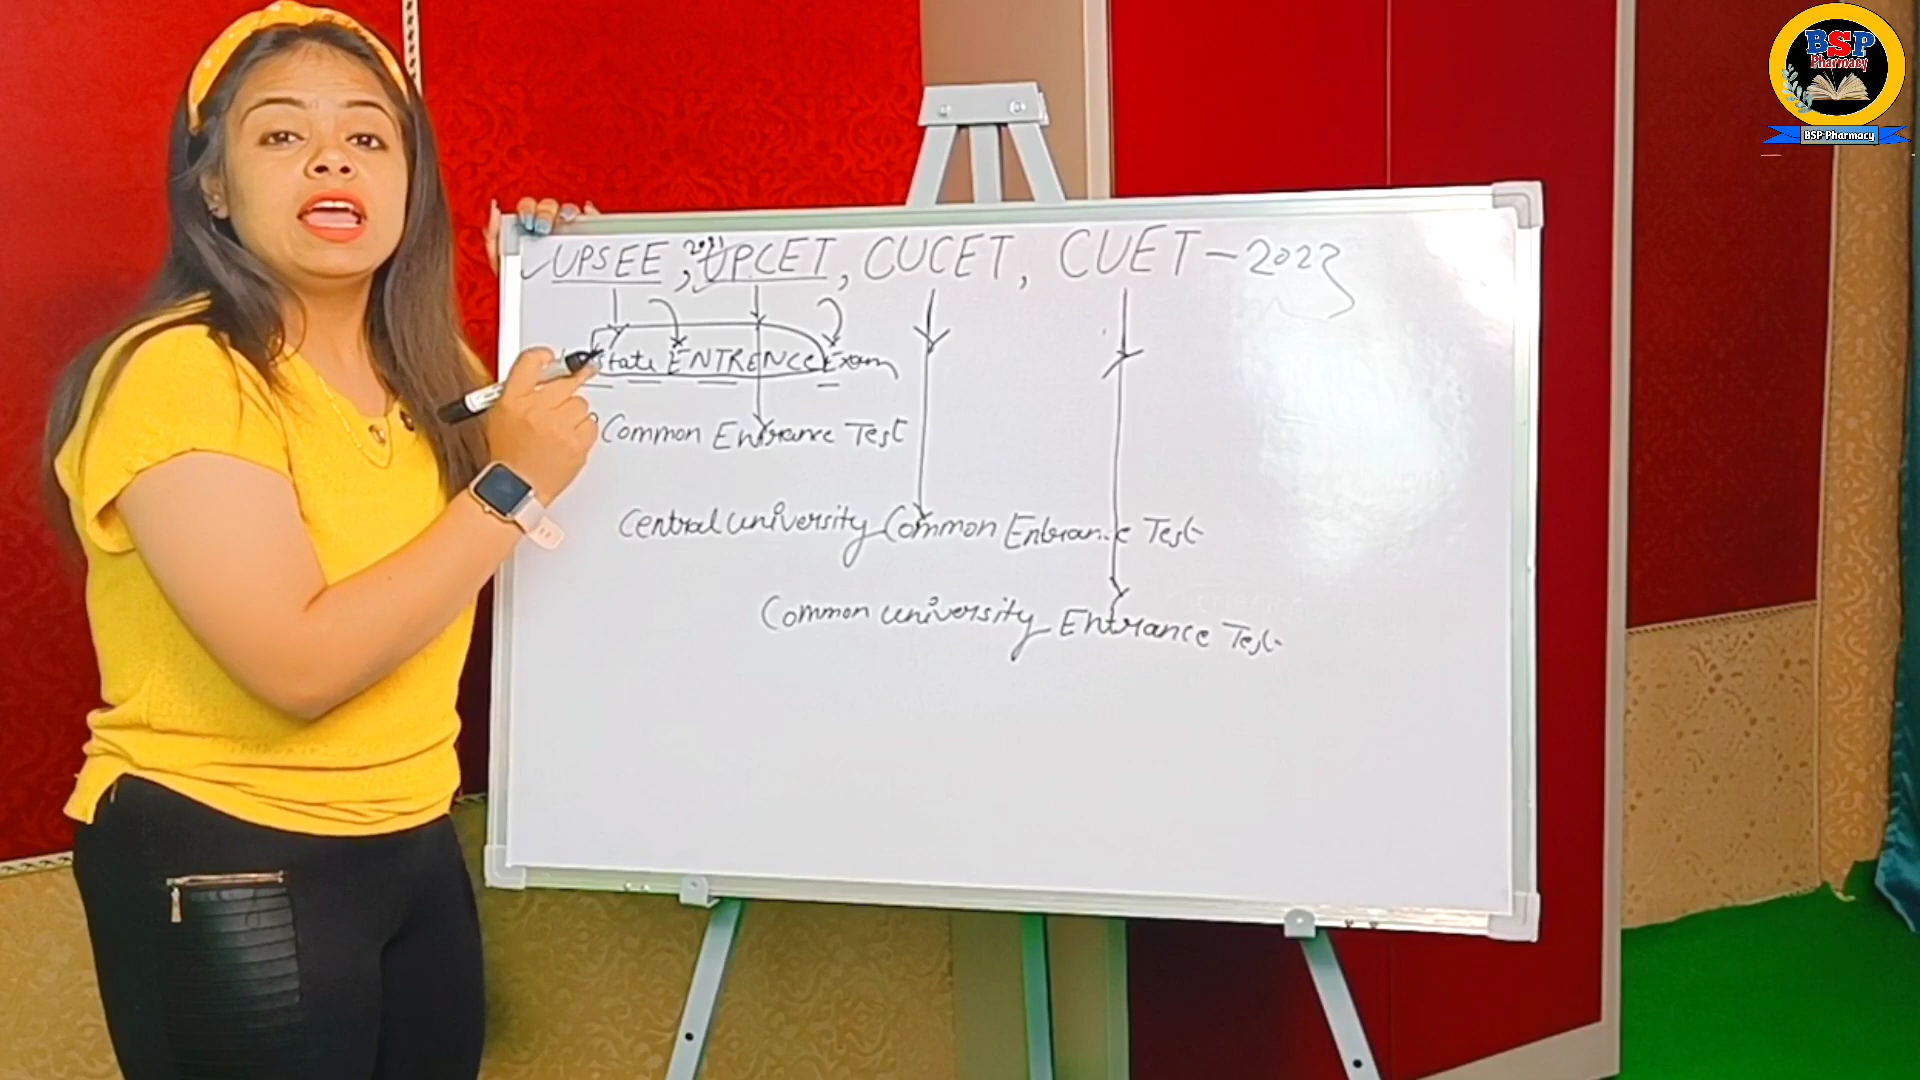 BSP
Pharmacy
BSP-Pharmacy
UPSEE, 2021 UPCET, CUCET, CUET - 2023
State ENTRENCE Exam
Common Entrance Test
Central University Common Entrance Test
Common University Entrance Test